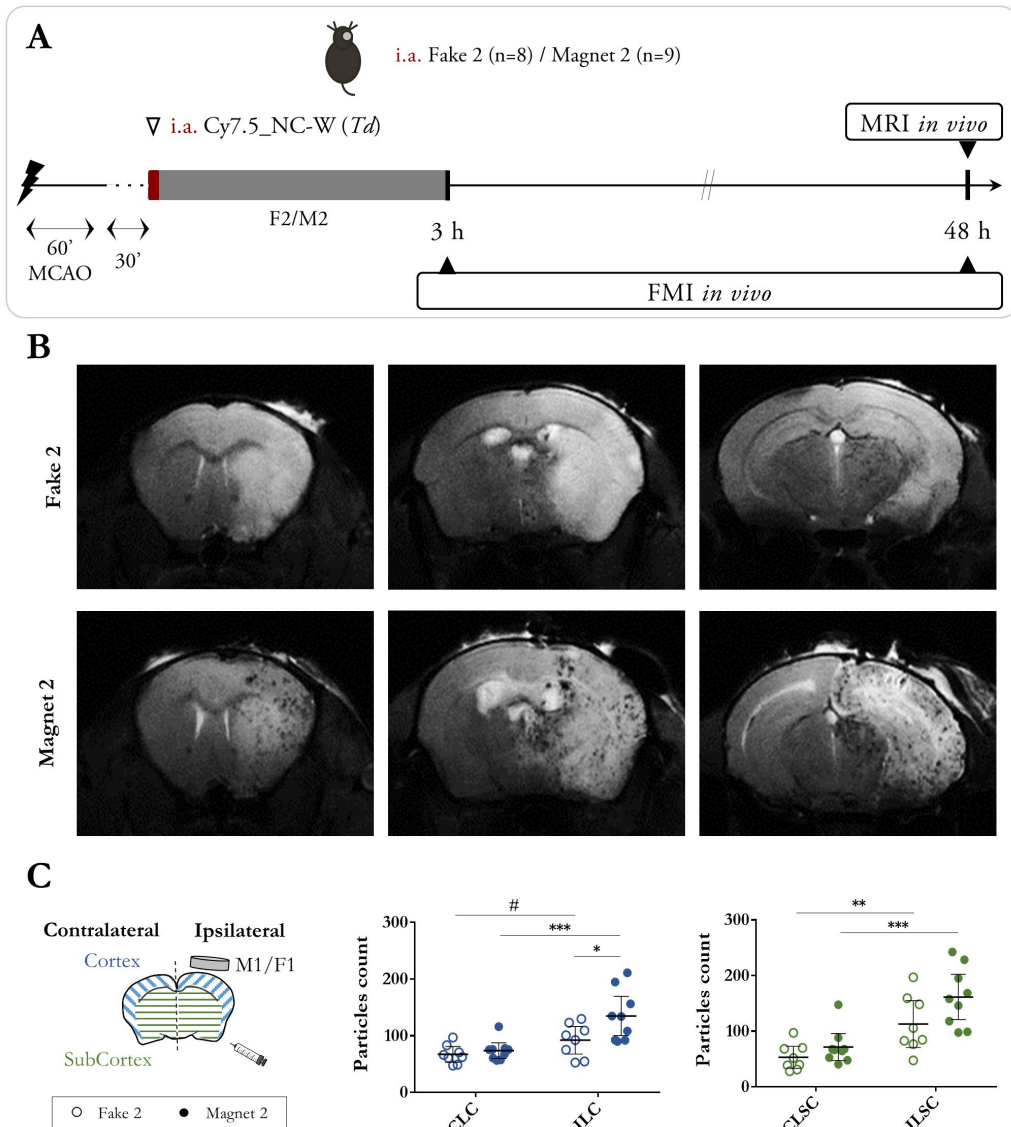 A
i.a. Fake 2 (n=8) / Magnet 2 (n=9)
i.a. Cy7.5_NC-W (Td)
MRI in vivo
F2/M2
3 h
48 h
60’
MCAO
30’
FMI in vivo
B
Fake 2
Magnet 2
C
Contralateral
Ipsilateral
Cortex
M1/F1
SubCortex
Fake 2
Magnet 2
Particles count
300
200
100
0
#
***
*
CLC
ILC
Particles count
300
200
100
0
**
***
CLSC
ILSC